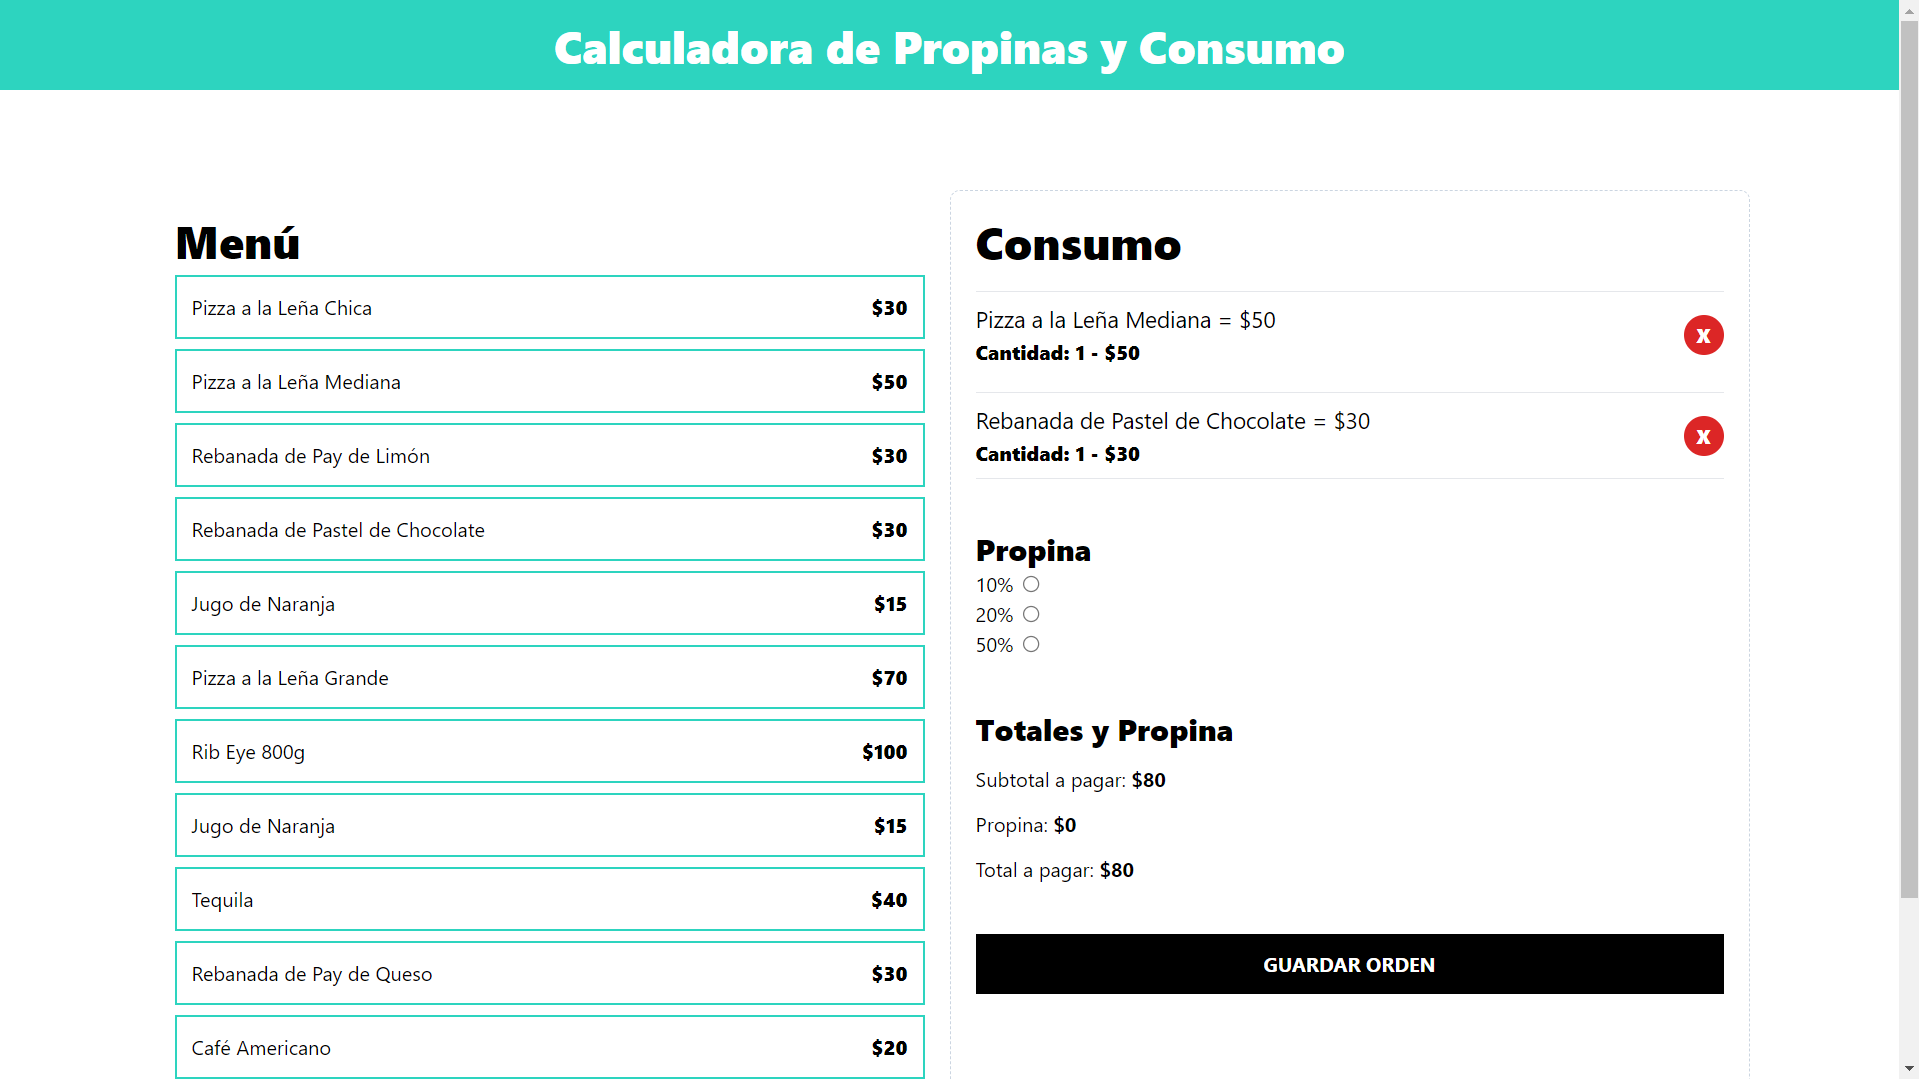 Calculadora de Propinas y Consumo
Menú
Pizza a la Leña Chica $30
Pizza a la Leña Mediana $50
Rebanada de Pay de Limón $30
Rebanada de Pastel de Chocolate $30
Jugo de Naranja $15
Pizza a la Leña Grande $70
Rib Eye 800g $100
Jugo de Naranja $15
Tequila $40
Rebanada de Pay de Queso $30
Café Americano $20
Consumo
Pizza a la Leña Mediana = $50
Cantidad: 1 - $50
X
Rebanada de Pastel de Chocolate = $30
Cantidad: 1 - $30
X
Propina
10%
20%
50%
Totales y Propina
Subtotal a pagar: $80
Propina: $0
Total a pagar: $80
GUARDAR ORDEN